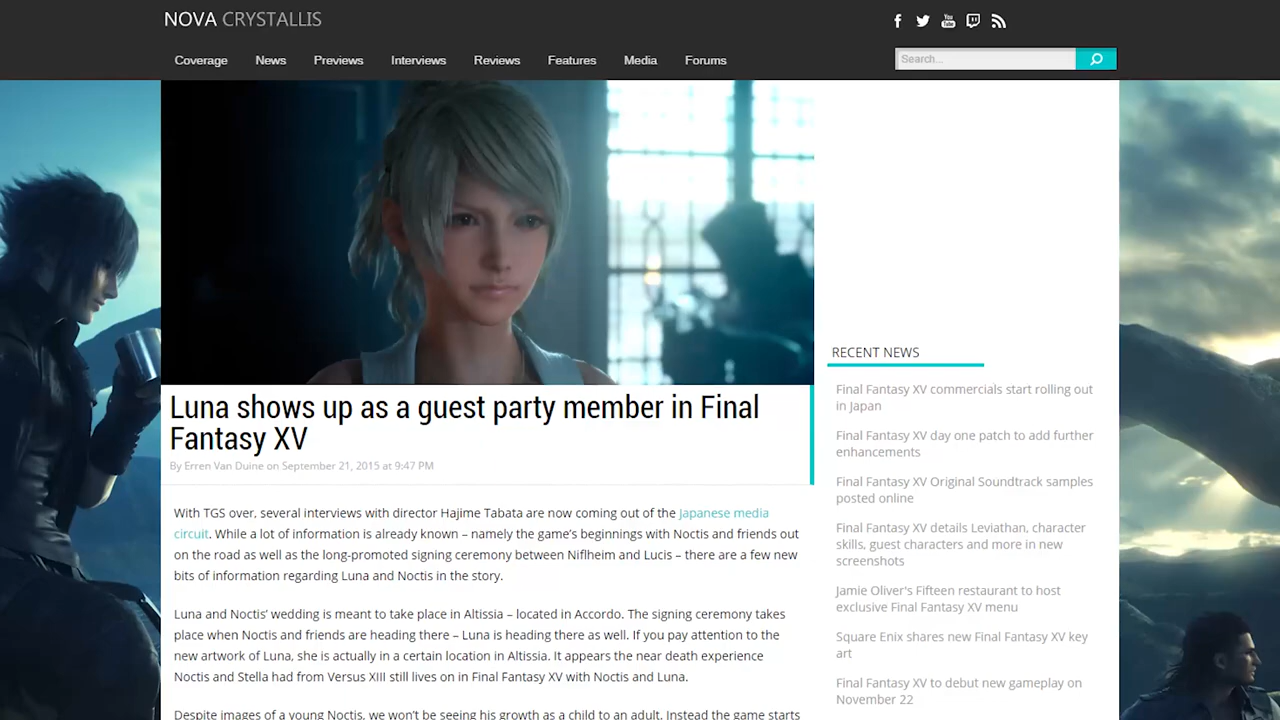 NOVA CRYSTALLIS
Coverage News Previews Interviews Reviews Features Media Forums
Search...
Luna shows up as a guest party member in Final
Fantasy XV
By Erren Van Duine on September 21, 2015 at 9:47 PM
With TGS over, several interviews with director Hajime Tabata are now coming out of the Japanese media
circuit. While a lot of information is already known – namely the game's beginnings with Noctis and friends out
on the road as well as the long-promoted signing ceremony between Niflheim and Lucis – there are a few new
bits of information regarding Luna and Noctis in the story.
Luna and Noctis' wedding is meant to take place in Altissia – located in Accordo. The signing ceremony takes
place when Noctis and friends are heading there – Luna is heading there as well. If you pay attention to the
new artwork of Luna, she is actually in a certain location in Altissia. It appears the near death experience
Noctis and Stella had from Versus XIII still lives on in Final Fantasy XV with Noctis and Luna.
Despite images of a young Noctis, we won't be seeing his growth as a child to an adult. Instead the game starts
RECENT NEWS
Final Fantasy XV commercials start rolling out
in Japan
Final Fantasy XV day one patch to add further
enhancements
Final Fantasy XV Original Soundtrack samples
posted online
Final Fantasy XV details Leviathan, character
skills, guest characters and more in new
screenshots
Jamie Oliver's Fifteen restaurant to host
exclusive Final Fantasy XV menu
Square Enix shares new Final Fantasy XV key
art
Final Fantasy XV to debut new gameplay on
November 22